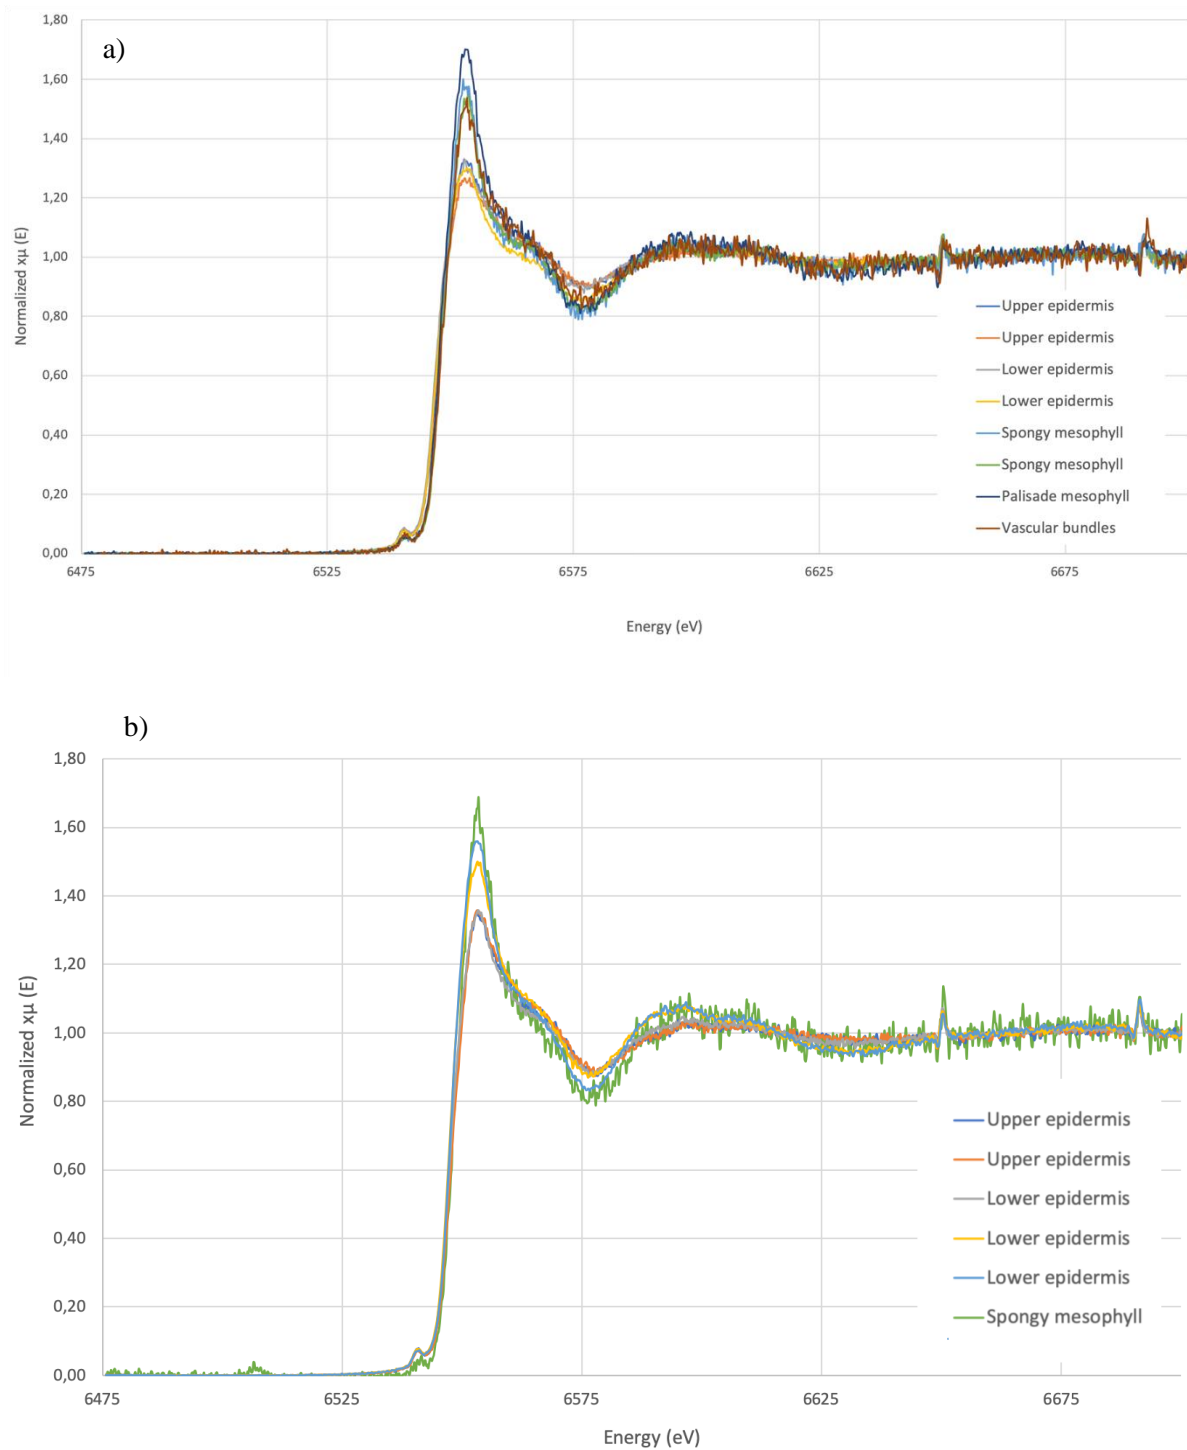 a)
1,80
1,60
1,40
1,20
1,00
0,80
0,60
0,40
0,20
0,00
Normalized xμ (E)
6475
6525
6575
6625
6675
Energy (eV)
Upper epidermis
Upper epidermis
Lower epidermis
Lower epidermis
Spongy mesophyll
Spongy mesophyll
Palisade mesophyll
Vascular bundles
b)
1,80
1,60
1,40
1,20
1,00
0,80
0,60
0,40
0,20
0,00
Normalized xμ (E)
6475
6525
6575
6625
6675
Energy (eV)
Upper epidermis
Upper epidermis
Lower epidermis
Lower epidermis
Lower epidermis
Spongy mesophyll